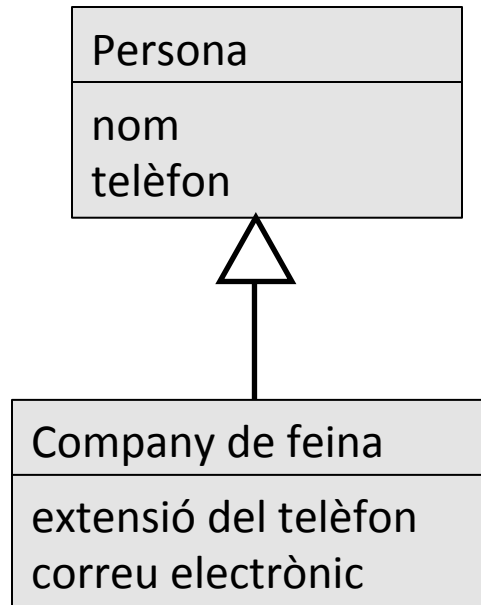 Persona
nom
telèfon
Company de feina
extensió del telèfon
correu electrònic